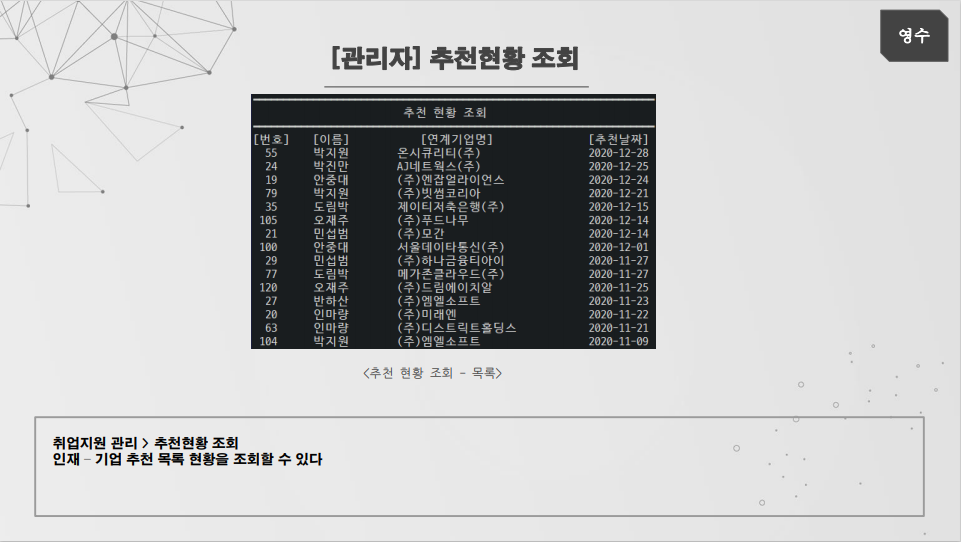 영수
[관리자] 추천현황 조회
추천 현황 조회
[번호] [이름] [연계기업명] [추천날짜]
55 박지원 온시큐리티(주) 2020-12-28
24 박진만 AJ네트웍스(주) 2020-12-25
19 안중대 (주)엔잡얼라이언스 2020-12-24
79 박지원 (주)빗썸코리아 2020-12-21
35 도림박 제이티저축은행(주) 2020-12-15
105 오재주 (주)푸드나무 2020-12-14
21 민섭범 (주)모간 2020-12-14
100 안중대 서울데이타통신(주) 2020-12-01
29 민섭범 (주)하나금융티아이 2020-11-27
77 도림박 메가존클라우드(주) 2020-11-27
120 오재주 (주)드림에이치알 2020-11-25
27 반하산 (주)엠엘소프트 2020-11-23
20 인마량 (주)미래엔 2020-11-22
63 인마량 (주)디스트릭트홀딩스 2020-11-21
104 박지원 (주)엠엘소프트 2020-11-09
<추천 현황 조회 - 목록>
취업지원 관리 > 추천현황 조회
인재 – 기업 추천 목록 현황을 조회할 수 있다